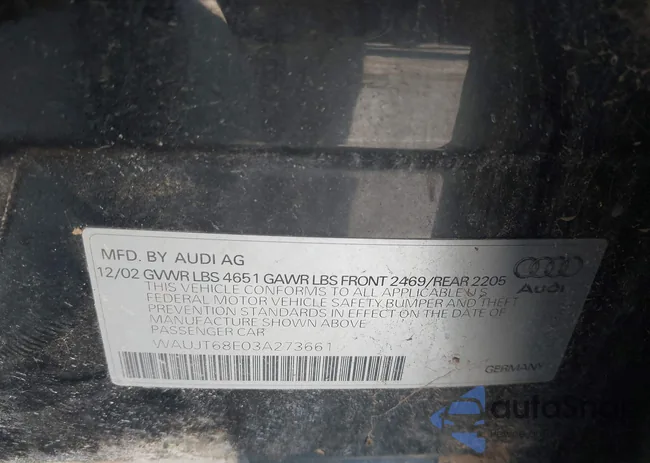 MFD. BY AUDI AG
12/02 GVWR LBS 4651 GAWR LBS FRONT 2469/REAR 2205
THIS VEHICLE CONFORMS TO ALL APPLICABLE U'S
FEDERAL MOTOR VEHICLE SAFETY, BUMPER AND THEFT
PREVENTION STANDARDS IN EFFECT ON THE DATE OF
MANUFACTURE SHOWN ABOVE
PASSENGER CAR
WAUJT68E03A273661
Audi
GERMANY